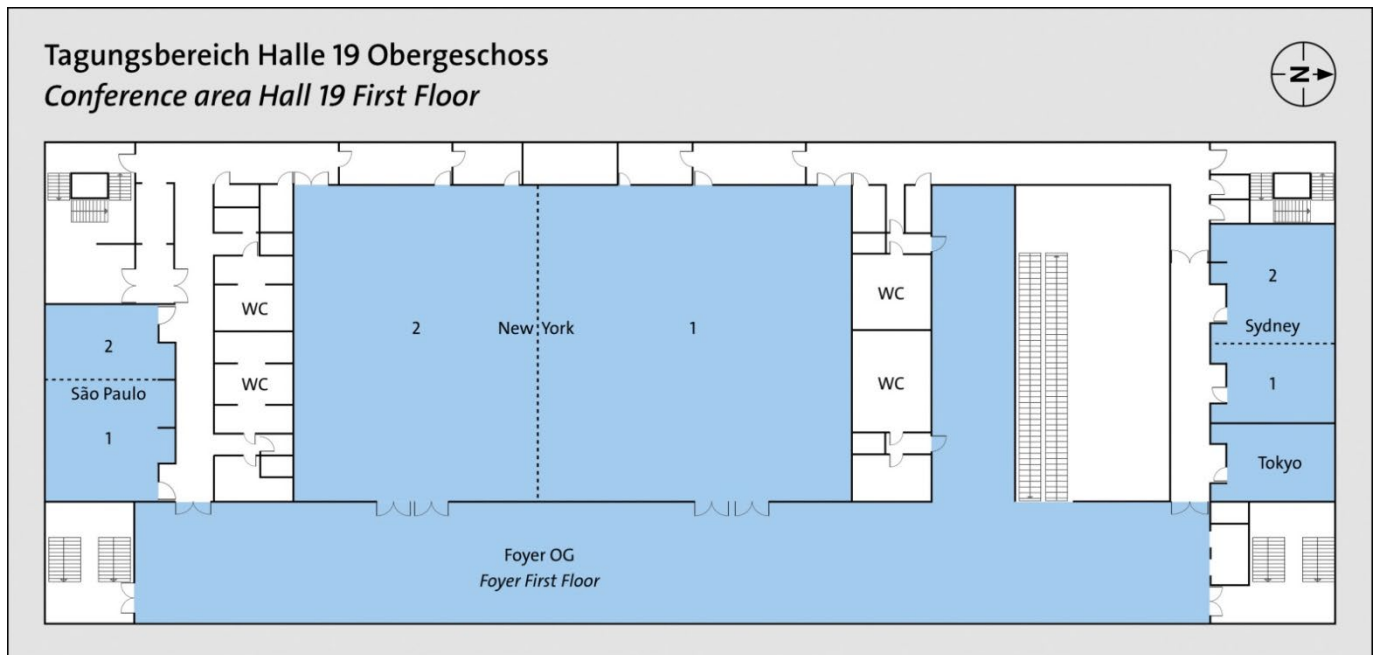 Tagungsbereich Halle 19 Obergeschoss
Conference area Hall 19 First Floor
N
WC
WC
2
São Paulo
1
2
New York
1
WC
WC
2
Sydney
1
Tokyo
Foyer OG
Foyer First Floor